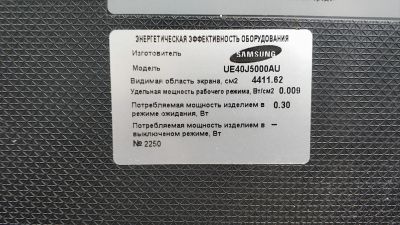 ЭНЕРГЕТИЧЕСКАЯ ЭФФЕКТИВНОСТЬ ОБОРУДОВАНИЯ
Изготовитель SAMSUNG
Модель UE40J5000AU
Видимая область экрана, см2 4411.62
Удельная мощность рабочего режима, Вт/см2 0.009
Потребляемая мощность изделием в 0.30
режиме ожидания, Вт
Потребляемая мощность изделием в —
выключеном режиме, Вт
№ 2250